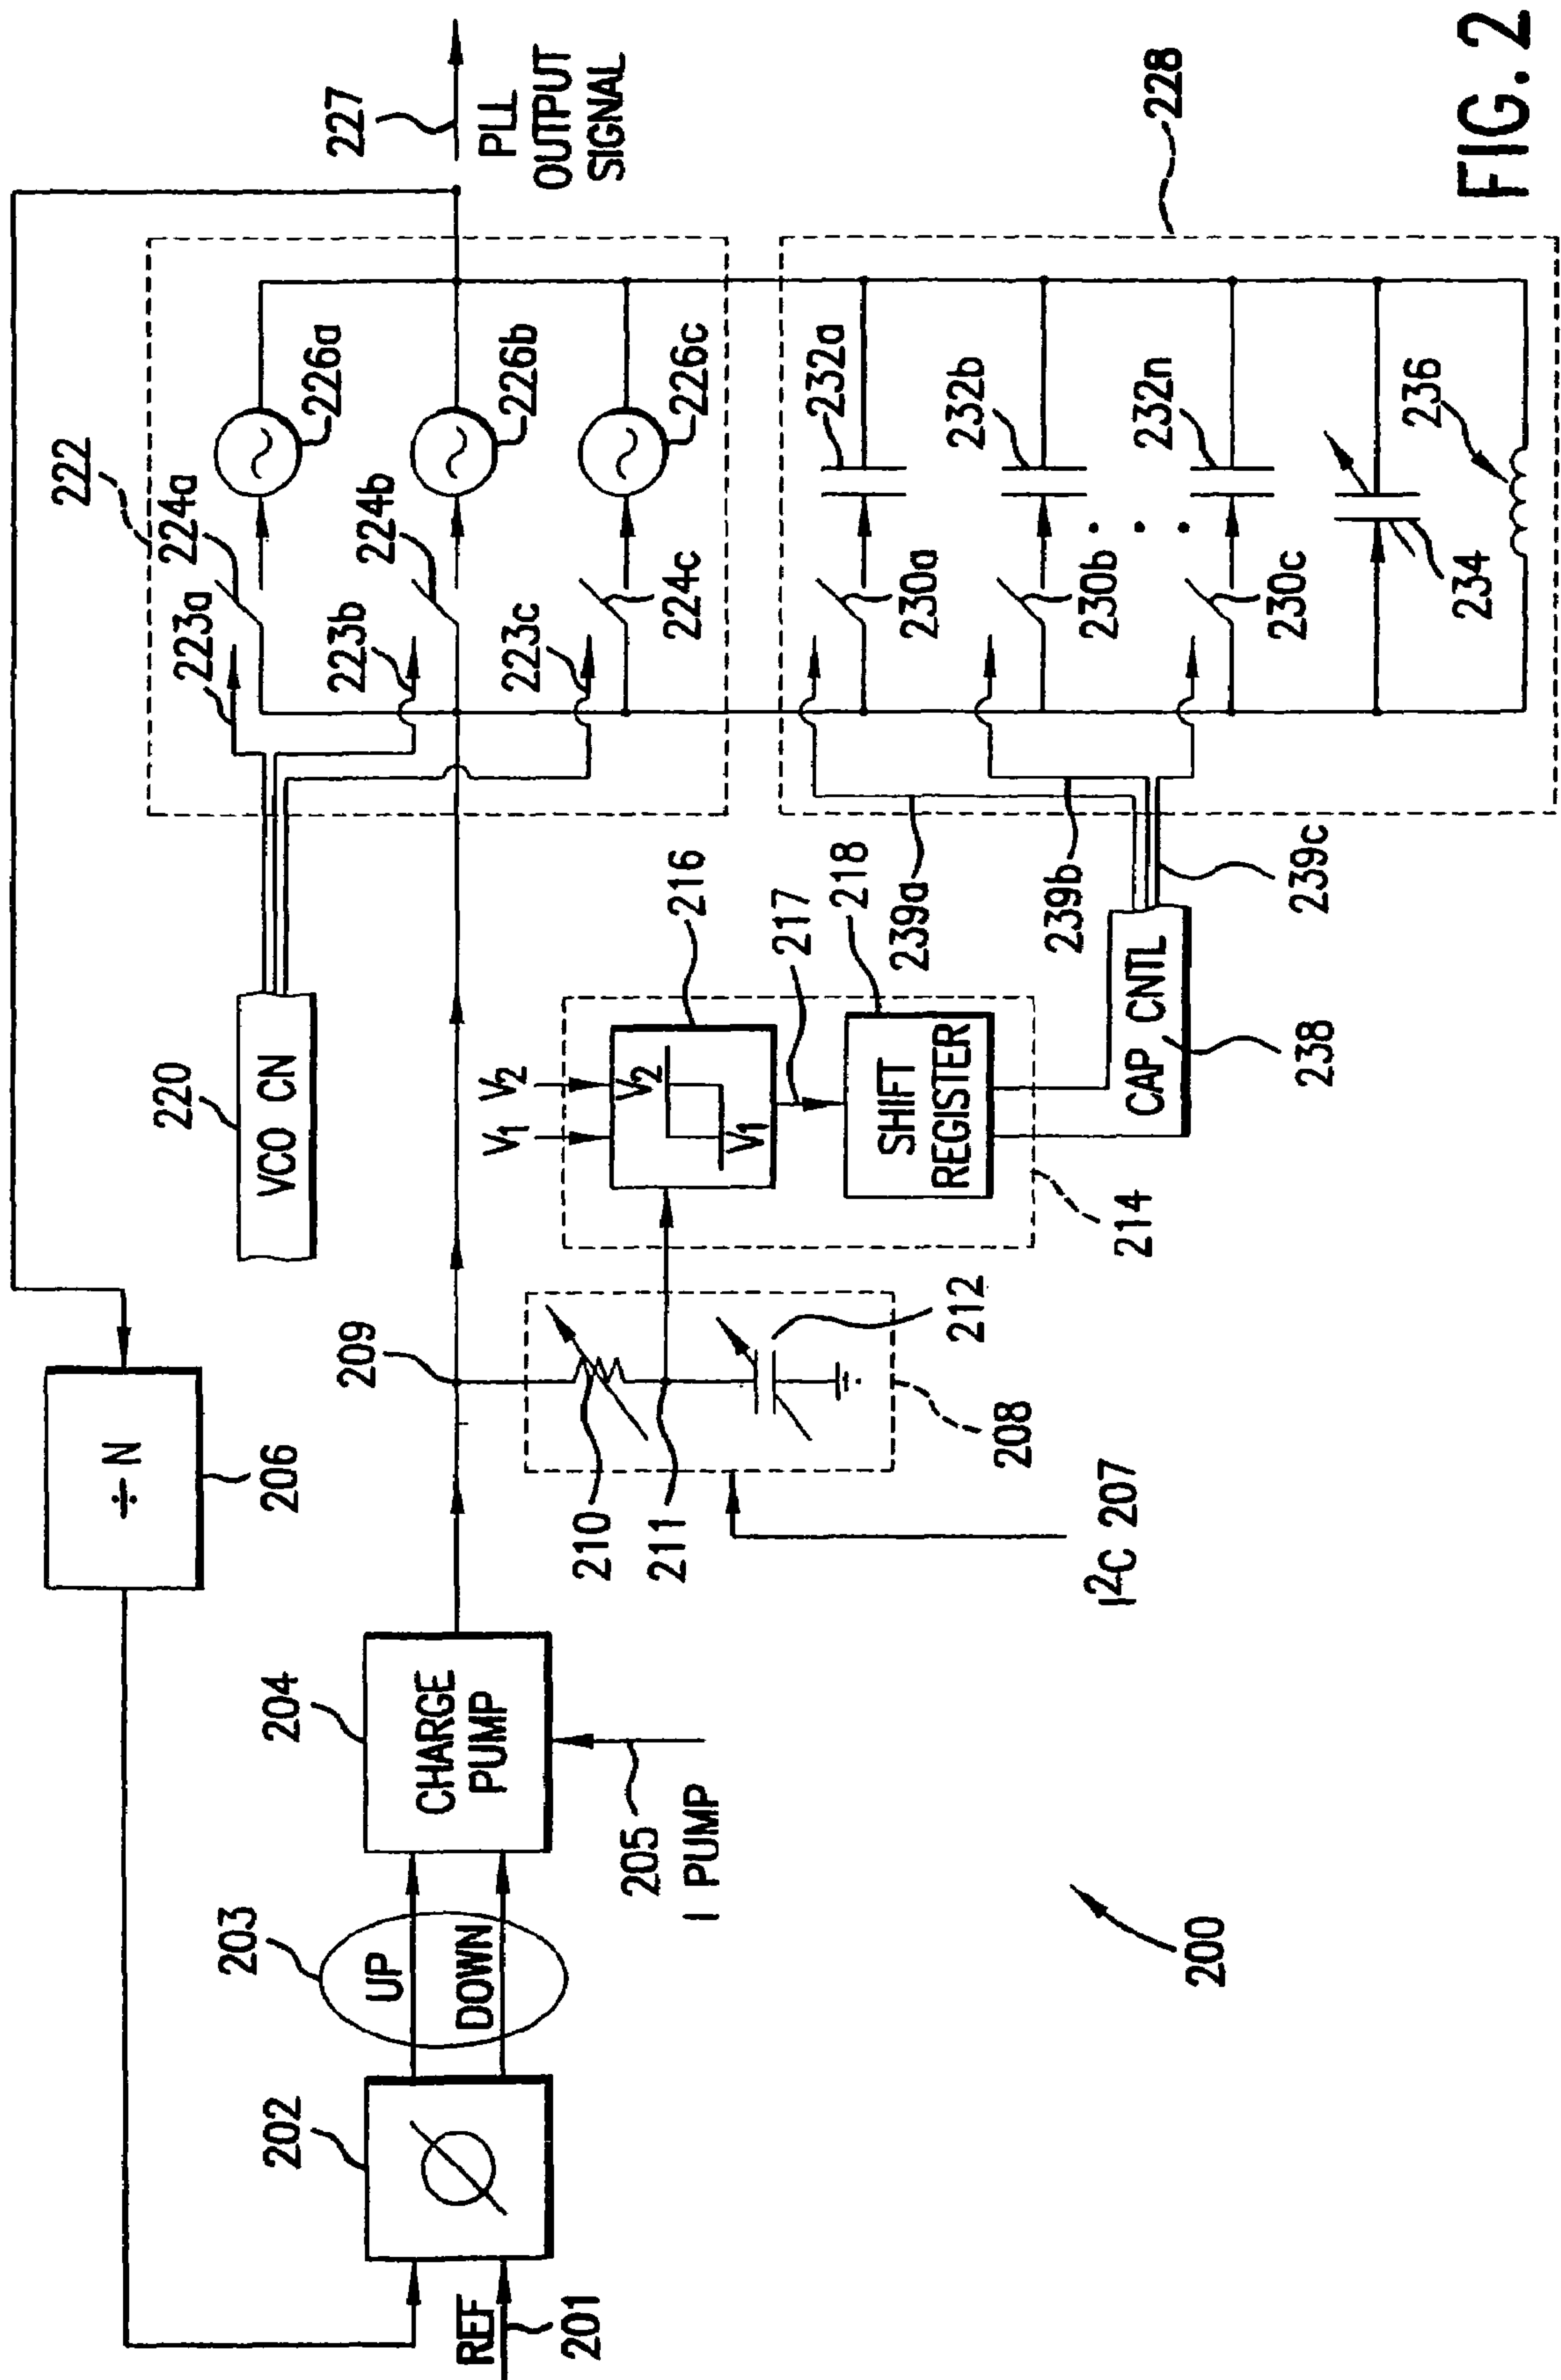 227
PLL
OUTPUT
SIGNAL
÷ N
206
220
VCO CN
222
223a
224a
226a
223b
224b
226b
223c
224c
226c
REF
201
202
203
UP
DOWN
204
CHARGE
PUMP
205
I PUMP
209
210
211
212
208
I²C 207
V1
V2
216
V2
V1
217
218
SHIFT
REGISTER
214
239a
239b
239c
CAP CNTL
238
230a
232a
230b
232b
230c
232n
234
236
228
200
FIG. 2